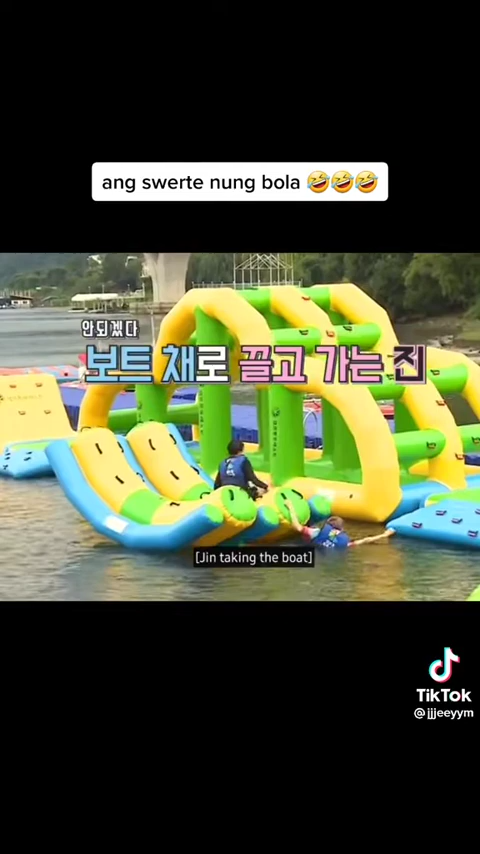 ang swerte nung bola 🤣🤣🤣
안되겠다
보트 채로 끌고 가는 진
[Jin taking the boat]
TikTok
@jjjeeyym